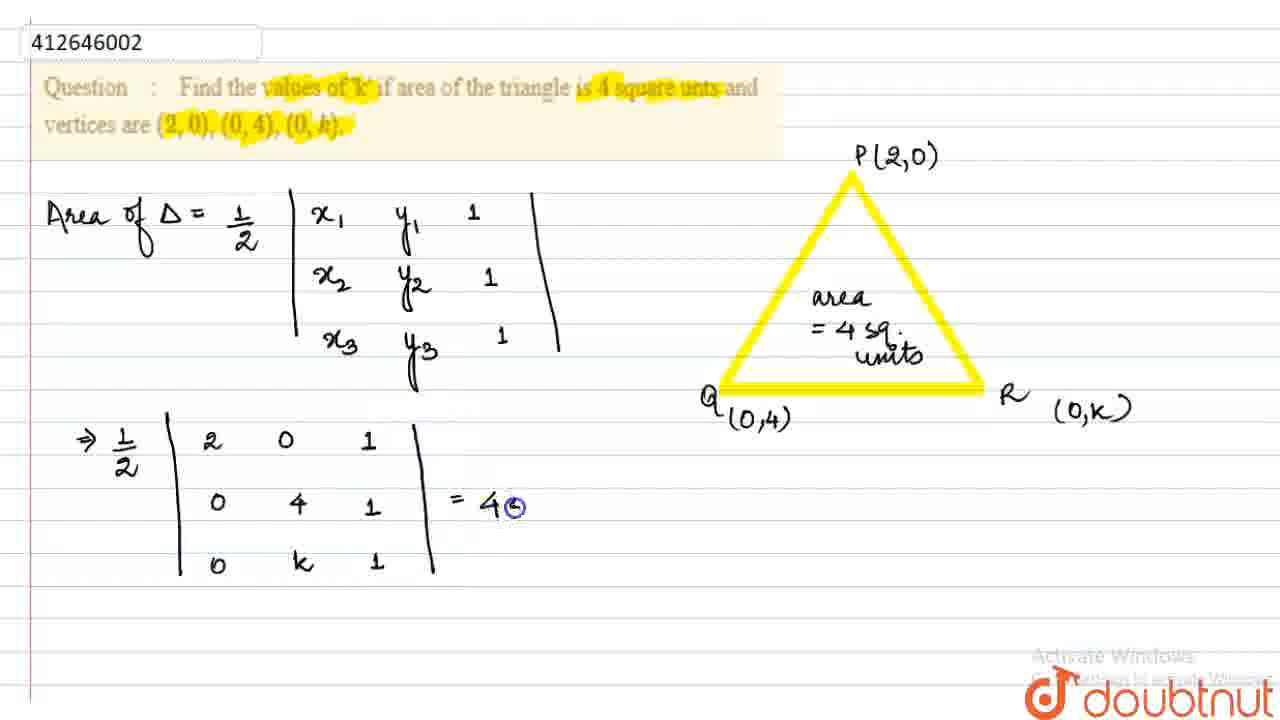 412646002
Question : Find the values of 'k' if area of the triangle is 4 square unts and
vertices are (2, 0), (0, 4), (0, k).
P(2,0)
Area of Δ = 1/2 | x₁ y₁ 1 |
| x₂ y₂ 1 |
| x₃ y₃ 1 |
area
= 4 sq.
units
Q (0,4)
R (0,k)
⇒ 1/2 | 2 0 1 |
| 0 4 1 | = 4
| 0 k 1 |
Activate Windows
doubtnut